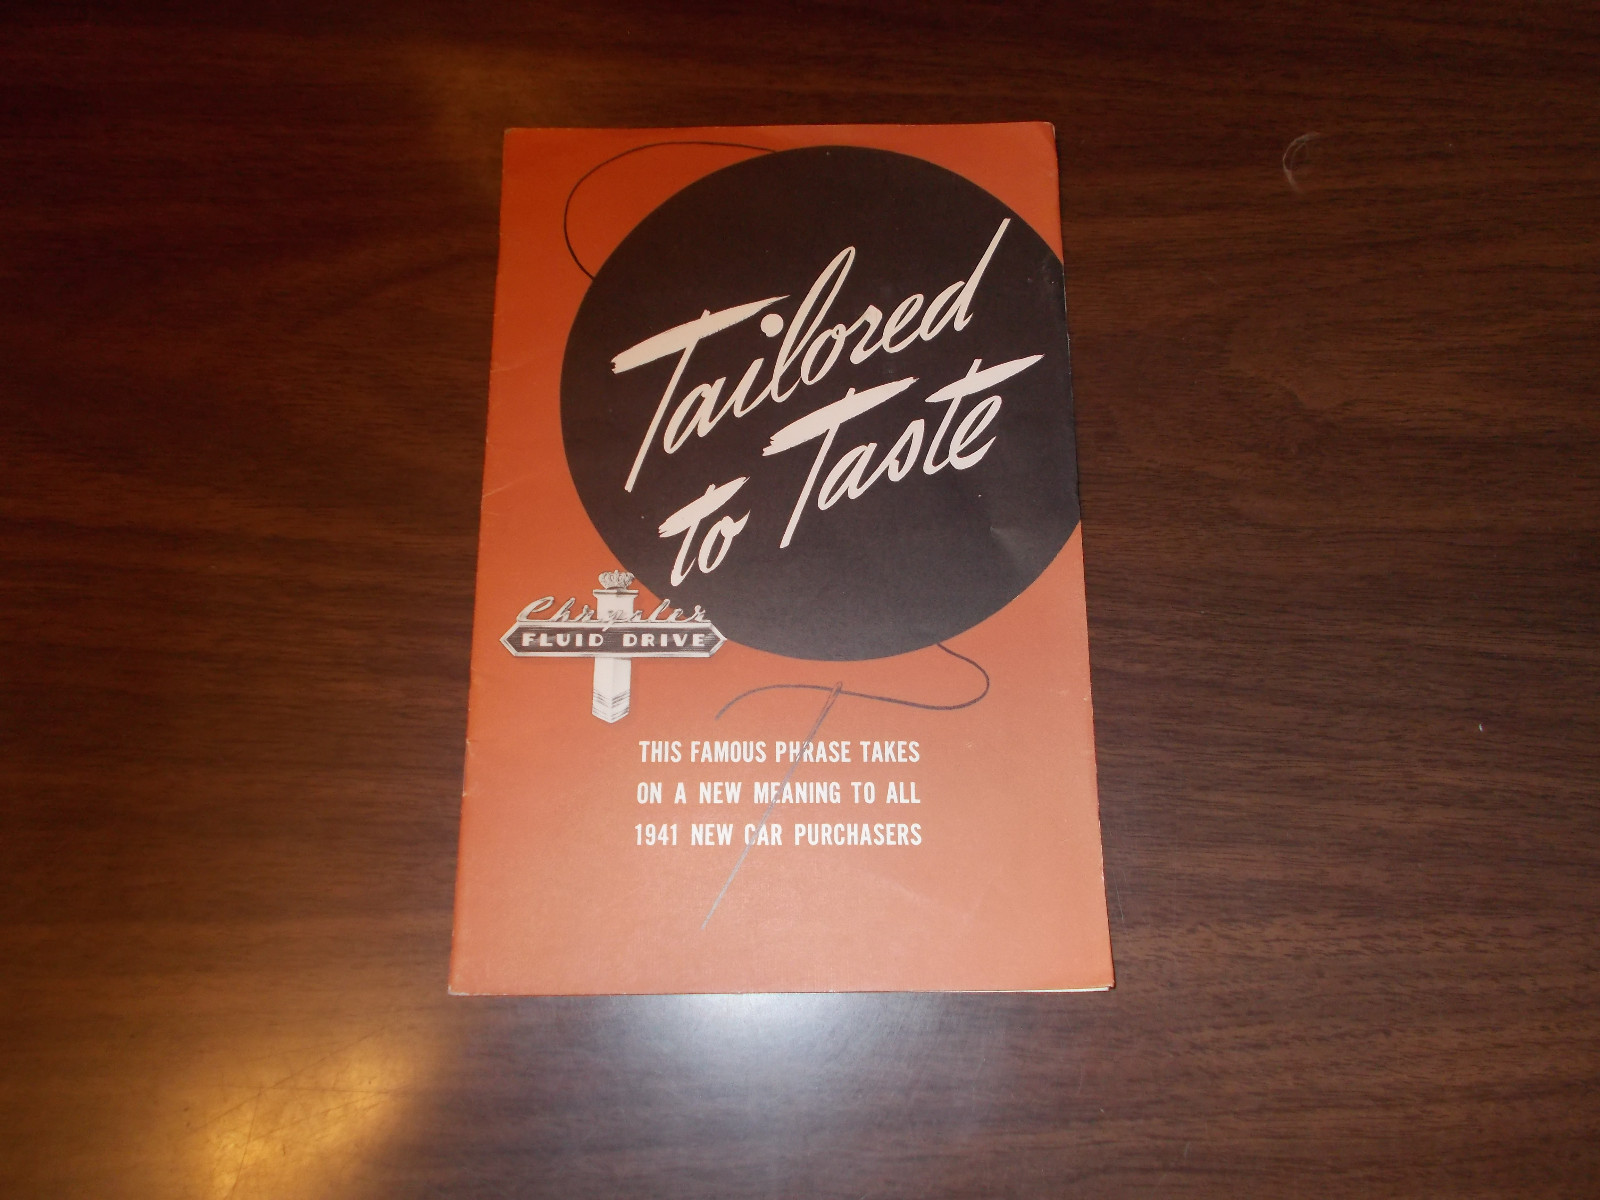 Tailored
to Taste
Chrysler
FLUID DRIVE
THIS FAMOUS PHRASE TAKES
ON A NEW MEANING TO ALL
1941 NEW CAR PURCHASERS